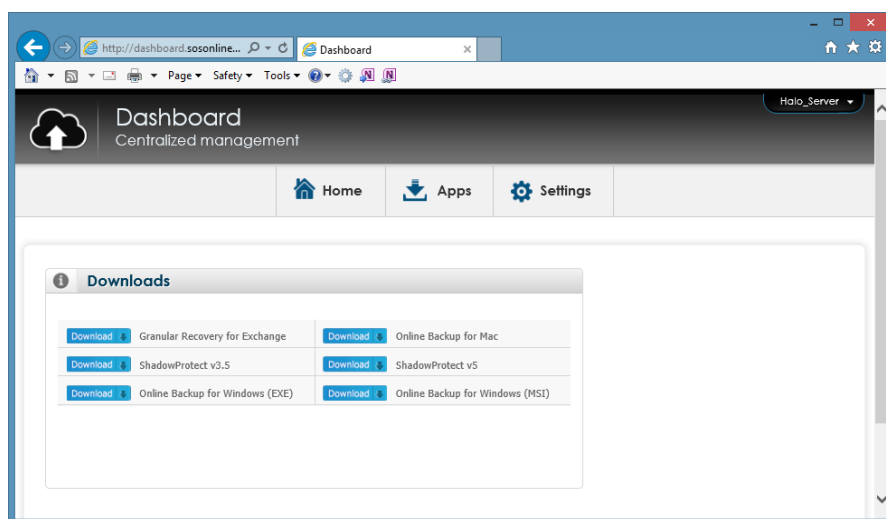 http://dashboard.sosonline...
Dashboard
Page Safety Tools
Dashboard
Centralized management
Halo_Server
Home Apps Settings
Downloads
Download Granular Recovery for Exchange Download Online Backup for Mac
Download ShadowProtect v3.5 Download ShadowProtect v5
Download Online Backup for Windows (EXE) Download Online Backup for Windows (MSI)